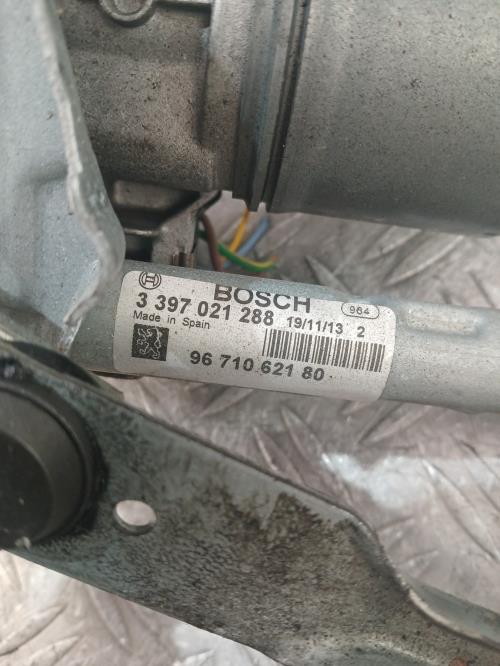 BOSCH 964
3 397 021 288 19/11/13 2
Made in Spain
96 710 621 80